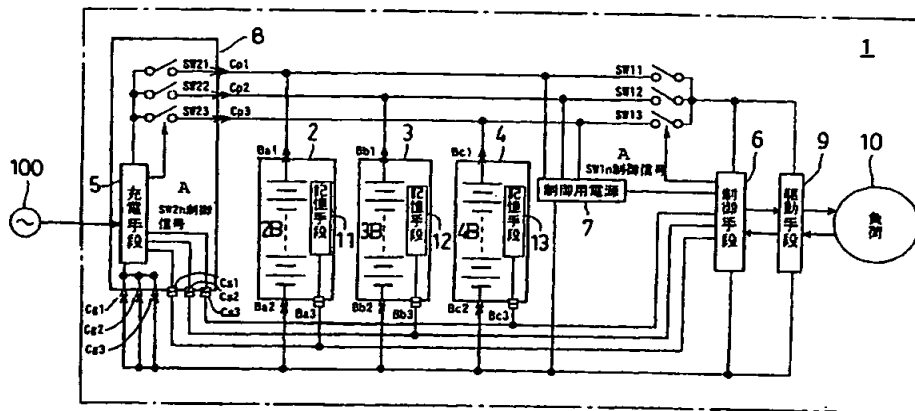 8
1
SW21
Cp1
SW22
Cp2
SW23
Cp3
SW11
SW12
SW13
A
SW1n制御信号
Ba1
2
Bb1
3
Bc1
4
6
9
10
100
5
充電手段
A
SW2n制御
信号
2B
記憶手段
11
3B
記憶手段
12
4B
記憶手段
13
制御用電源
7
制御手段
駆動手段
負荷
Cs1
Cs2
Cs3
Cg1
Cg2
Cg3
Ba2
Ba3
Bb2
Bb3
Bc2
Bc3